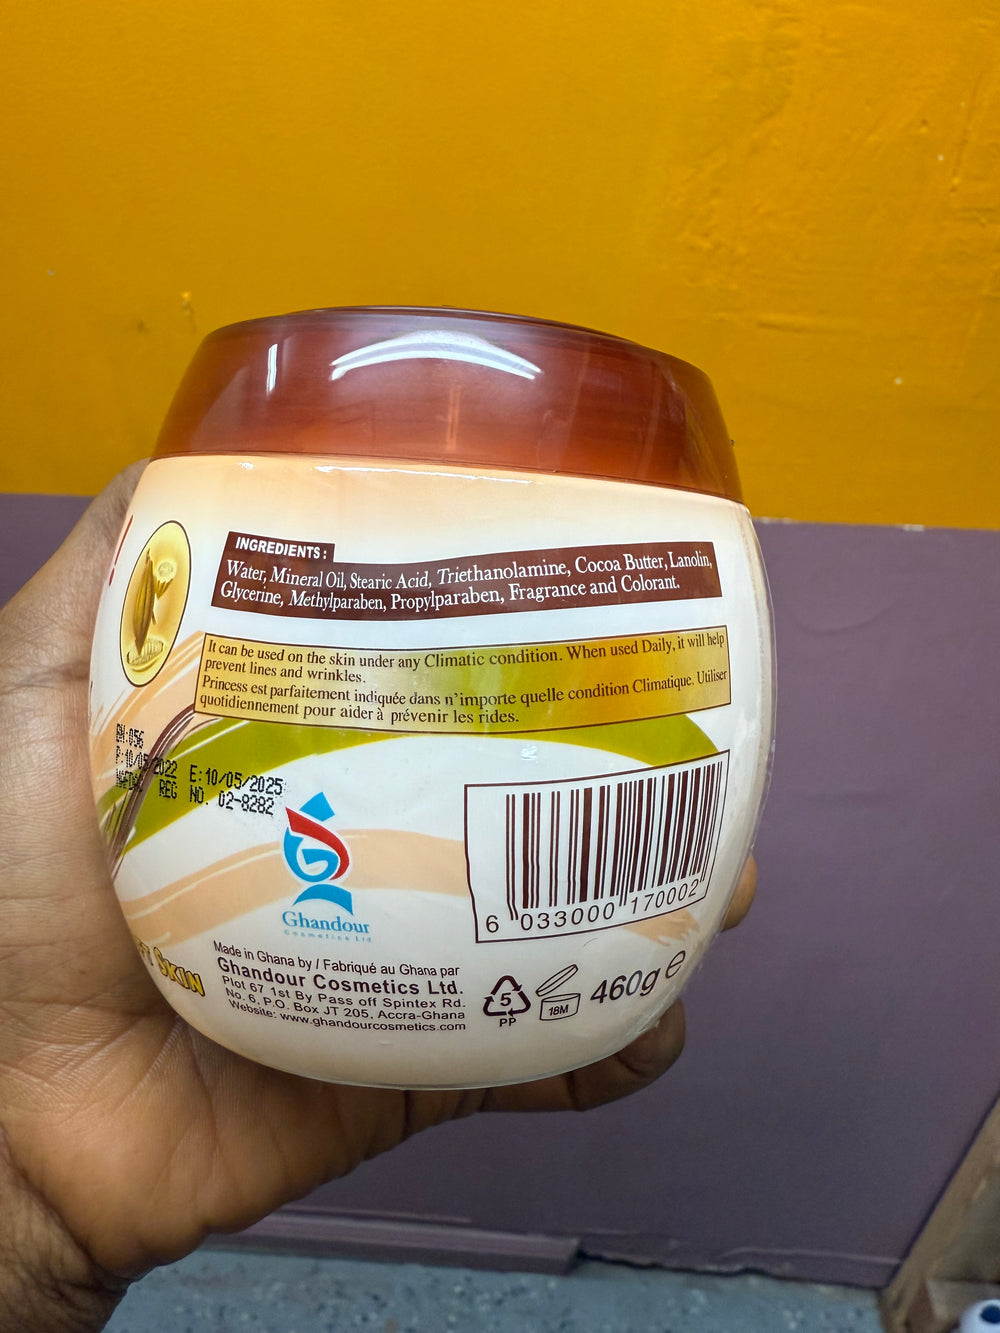 INGREDIENTS :
Water, Mineral Oil, Stearic Acid, Triethanolamine, Cocoa Butter, Lanolin,
Glycerine, Methylparaben, Propylparaben, Fragrance and Colorant.
It can be used on the skin under any Climatic condition. When used Daily, it will help
prevent lines and wrinkles.
Princess est parfaitement indiquée dans n'importe quelle condition Climatique. Utiliser
quotidiennement pour aider à prévenir les rides.
BN:056
P:10/05/2022 E:10/05/2025
NAFDAC REG NO. 02-8282
Ghandour
Cosmetics Ltd
6 033000 170002
SKIN
Made in Ghana by / Fabriqué au Ghana par
Ghandour Cosmetics Ltd.
Plot 67 1st By Pass off Spintex Rd.
No. 6, P.O. Box JT 205, Accra-Ghana
Website: www.ghandourcosmetics.com
5
PP
18M
460g e